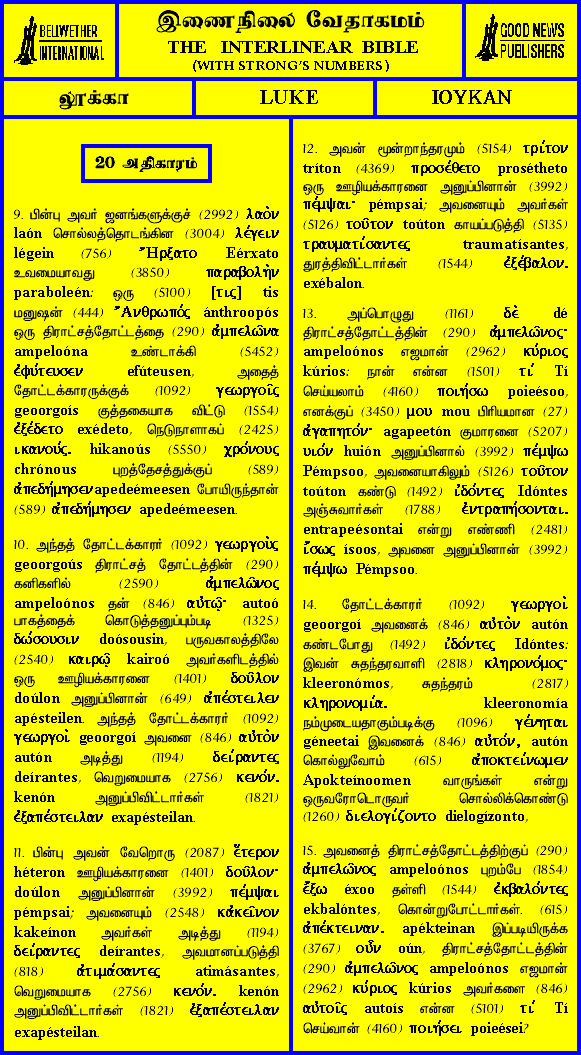 BELLWETHER
INTERNATIONAL
இணைநிலை வேதாகமம்
THE INTERLINEAR BIBLE
(WITH STRONG'S NUMBERS)
GOOD NEWS
PUBLISHERS
லூக்கா
LUKE
ΙΟΥΚΑΝ
20 அதிகாரம்
9. பின்பு அவர் ஜனங்களுக்குச் (2992) λαὸν
laón சொல்லத்தொடங்கின (3004) λέγειν
légein (756) Ἤρξατο Eérxato
உவமையாவது (3850) παραβολὴν
paraboleén: ஒரு (5100) [τις] tis
மனுஷன் (444) Ἄνθρωπός ánthroopós
ஒரு திராட்சத்தோட்டத்தை (290) ἀμπελῶνα
ampeloóna உண்டாக்கி (5452)
ἐφύτευσεν efúteusen, அதைத்
தோட்டக்காரருக்குக் (1092) γεωργοῖς
geoorgoís குத்தகையாக விட்டு (1554)
ἐξέδετο exédeto, நெடுநாளாகப் (2425)
ικανούς. hikanoús (5550) χρόνους
chrónous புறத்தேசத்துக்குப் (589)
ἀπεδήμησενapedeémeesen போயிருந்தான்
(589) ἀπεδήμησεν apedeémeesen.
10. அந்தத் தோட்டக்காரர் (1092) γεωργοὺς
geoorgoús திராட்சத் தோட்டத்தின் (290)
கனிகளில் (2590) ἀμπελῶνος
ampeloónos தன் (846) αὐτῷ· autoó
பாகத்தைக் கொடுத்தனுப்பும்படி (1325)
δώσουσιν doósousin, பருவகாலத்திலே
(2540) καιρῷ kairoó அவர்களிடத்தில்
ஒரு ஊழியக்காரனை (1401) δοῦλον
doúlon அனுப்பினான் (649) ἀπέστειλεν
apésteilen. அந்தத் தோட்டக்காரர் (1092)
γεωργοὶ geoorgoí அவனை (846) αὐτὸν
autón அடித்து (1194) δείραντες
deírantes, வெறுமையாக (2756) κενόν.
kenón அனுப்பிவிட்டார்கள் (1821)
ἐξαπέστειλαν exapésteilan.
11. பின்பு அவன் வேறொரு (2087) ἕτερον
héteron ஊழியக்காரனை (1401) δοῦλον·
doúlon அனுப்பினான் (3992) πέμψαι
pémpsai; அவனையும் (2548) κἀκεῖνον
kakeínon அவர்கள் அடித்து (1194)
δείραντες deírantes, அவமானப்படுத்தி
(818) ἀτιμάσαντες atimásantes,
வெறுமையாக (2756) κενόν. kenón
அனுப்பிவிட்டார்கள் (1821) ἐξαπέστειλαν
exapésteilan.
12. அவன் மூன்றாந்தரமும் (5154) τρίτον
tríton (4369) προσέθετο prosétheto
ஒரு ஊழியக்காரனை அனுப்பினான் (3992)
πέμψαι· pémpsai; அவனையும் அவர்கள்
(5126) τοῦτον toúton காயப்படுத்தி (5135)
τραυματίσαντες traumatísantes,
துரத்திவிட்டார்கள் (1544) ἐξέβαλον.
exébalon.
13. அப்பொழுது (1161) δὲ dé
திராட்சத்தோட்டத்தின் (290) ἀμπελῶνος·
ampeloónos எஜமான் (2962) κύριος
kúrios: நான் என்ன (1501) τί Tí
செய்யலாம் (4160) ποιήσω poieésoo,
எனக்குப் (3450) μου mou பிரியமான (27)
ἀγαπητόν· agapeetón குமாரனை (5207)
υιόν huión அனுப்பினால் (3992) πέμψω
Pémpsoo, அவனையாகிலும் (5126) τοῦτον
toúton கண்டு (1492) ἰδόντες Idóntes
அஞ்சுவார்கள் (1788) ἐντραπήσονται.
entrapeésontai என்று எண்ணி (2481)
ἴσως ísoos, அவனை அனுப்பினான் (3992)
πέμψω Pémpsoo.
14. தோட்டக்காரர் (1092) γεωργοὶ
geoorgoí அவனைக் (846) αὐτὸν autón
கண்டபோது (1492) ἰδόντες Idóntes:
இவன் சுதந்தரவாளி (2818) κληρονόμος·
kleeronómos, சுதந்தரம் (2817)
κληρονομία. kleeronomía
நம்முடையதாகும்படிக்கு (1096) γένηται
géneetai இவனைக் (846) αὐτόν, autón
கொல்லுவோம் (615) ἀποκτείνωμεν
Apokteínoomen வாருங்கள் என்று
ஒருவரோடொருவர் சொல்லிக்கொண்டு
(1260) διελογίζοντο dielogízonto,
15. அவனைத் திராட்சத்தோட்டத்திற்குப் (290)
ἀμπελῶνος ampeloónos புறம்பே (1854)
ἔξω éxoo தள்ளி (1544) ἐκβαλόντες
ekbalóntes, கொன்றுபோட்டார்கள். (615)
ἀπέκτειναν. apékteinan இப்படியிருக்க
(3767) οὖν oún, திராட்சத்தோட்டத்தின்
(290) ἀμπελῶνος ampeloónos எஜமான்
(2962) κύριος kúrios அவர்களை (846)
αὐτοῖς autois என்ன (5101) τί Tí
செய்வான் (4160) ποιήσει poieései?